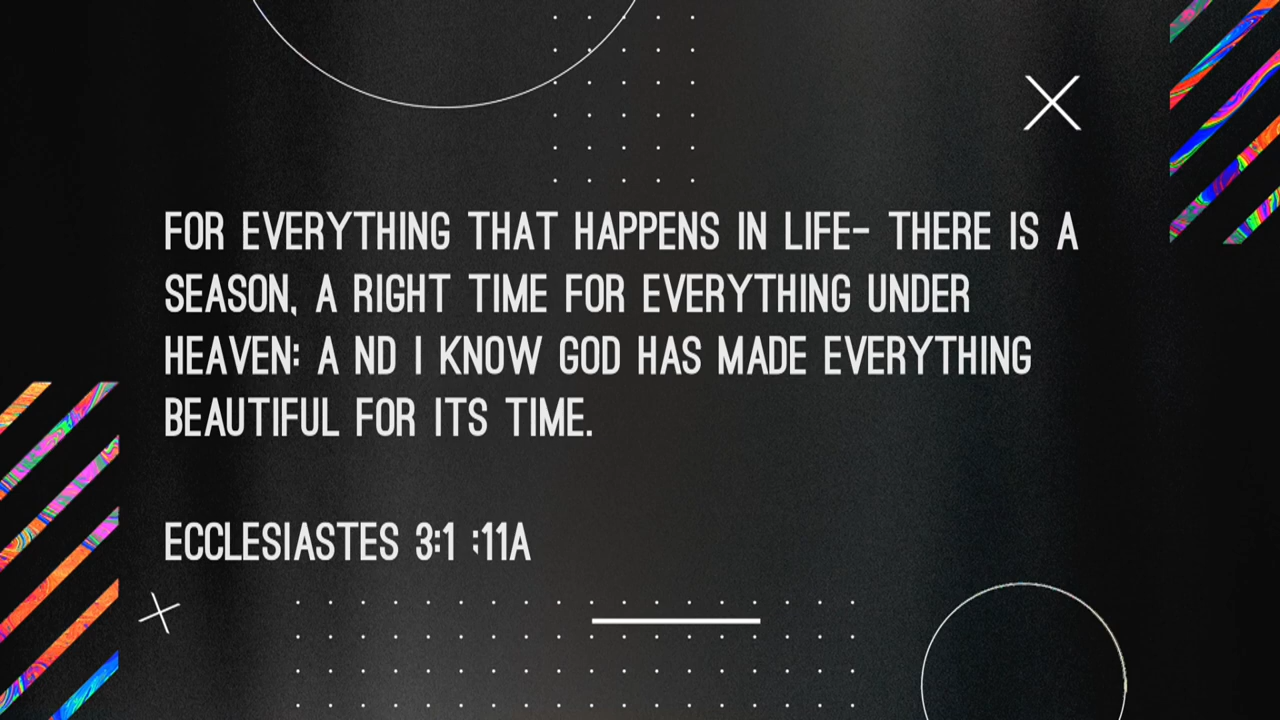 FOR EVERYTHING THAT HAPPENS IN LIFE- THERE IS A
SEASON, A RIGHT TIME FOR EVERYTHING UNDER
HEAVEN: A ND I KNOW GOD HAS MADE EVERYTHING
BEAUTIFUL FOR ITS TIME.
ECCLESIASTES 3:1 ;11A